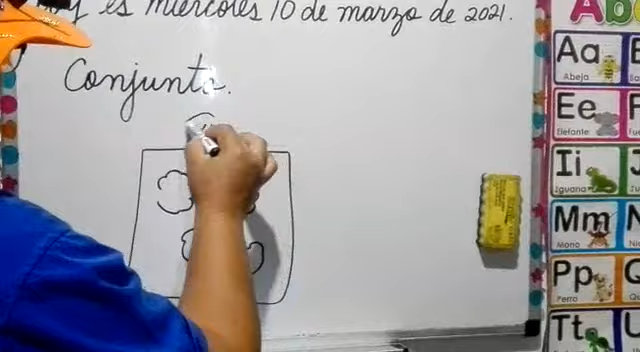 es miércoles 10 de marzo de 2021.
Conjunto.
Ab
Aa
Abeja
Ee
Elefante
Ii
Iguana
Mm
Mono
Pp
Perro
Tt